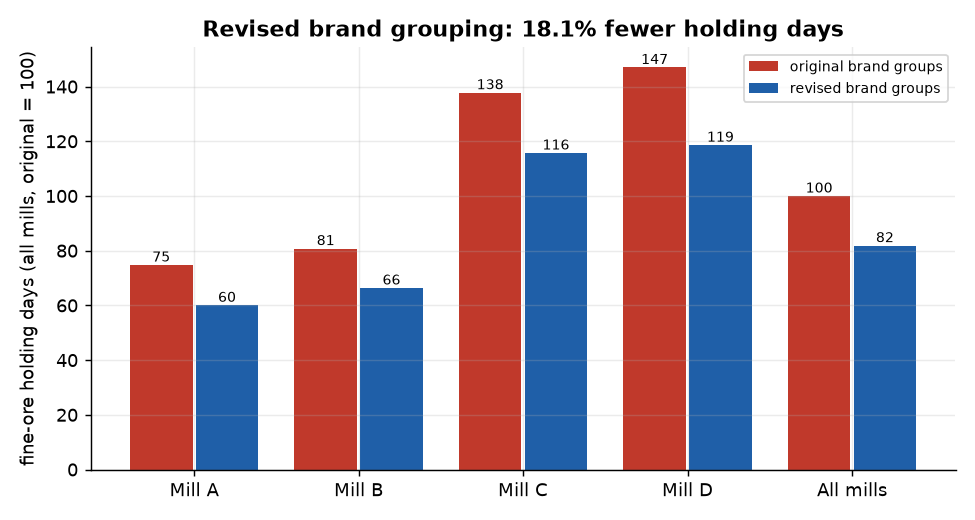 Revised brand grouping: 18.1% fewer holding days
fine-ore holding days (all mills, original = 100)
original brand groups
revised brand groups
140
120
100
80
60
40
20
0
75
60
81
66
138
116
147
119
100
82
Mill A
Mill B
Mill C
Mill D
All mills